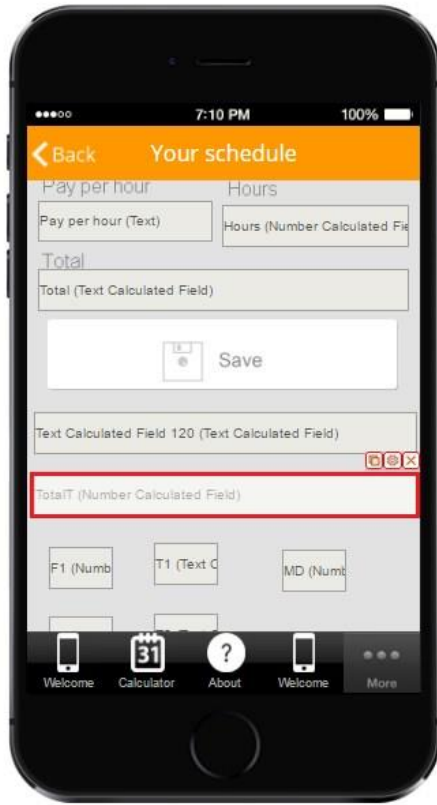 7:10 PM 100%
Back Your schedule
Pay per hour Hours
Pay per hour (Text) Hours (Number Calculated Fie
Total
Total (Text Calculated Field)
Save
Text Calculated Field 120 (Text Calculated Field)
TotalT (Number Calculated Field)
F1 (Numb T1 (Text C MD (Numb
31 ?
Welcome Calculator About Welcome More